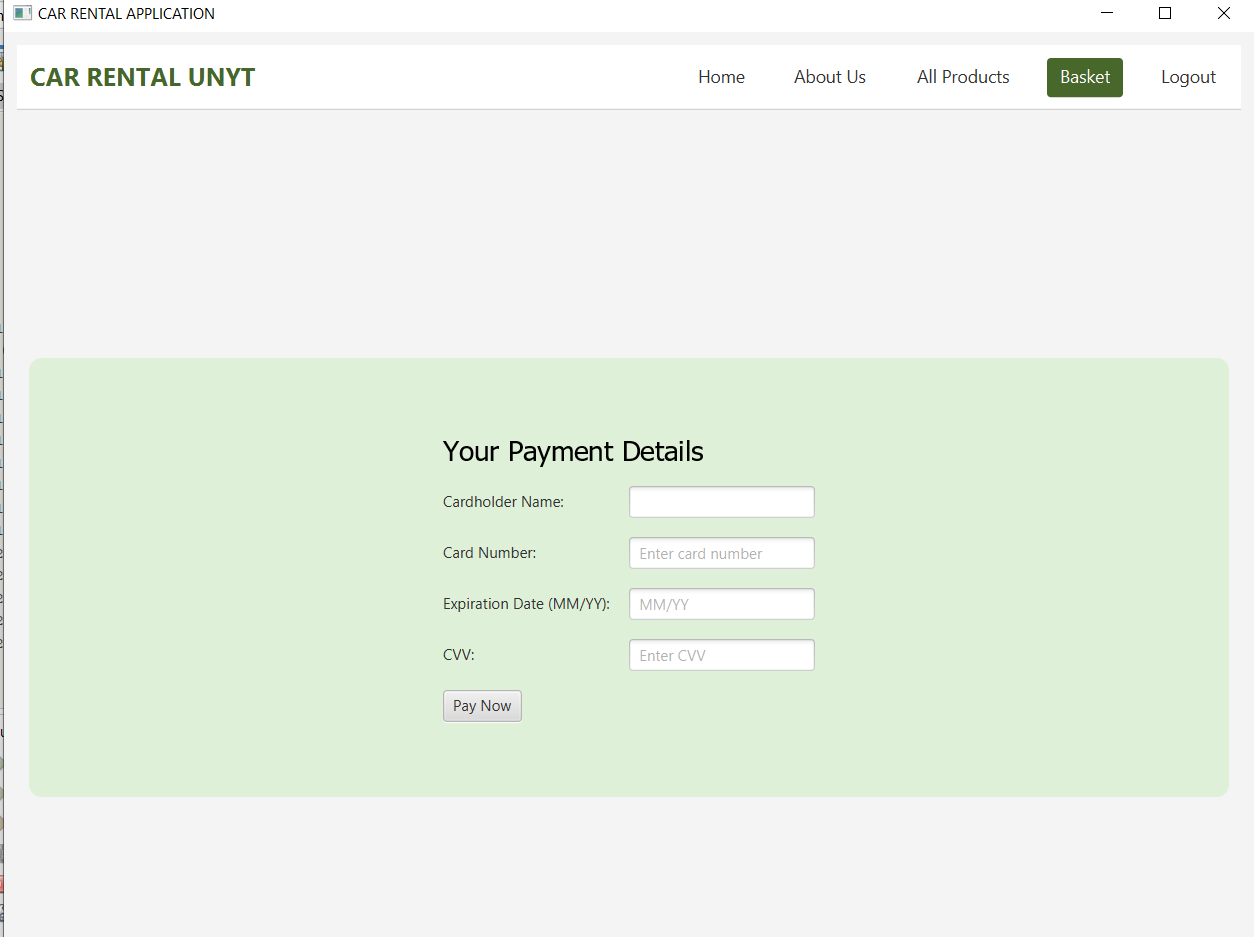 CAR RENTAL APPLICATION
CAR RENTAL UNYT Home About Us All Products Basket Logout
Your Payment Details
Cardholder Name:
Card Number: Enter card number
Expiration Date (MM/YY): MM/YY
CVV: Enter CVV
Pay Now